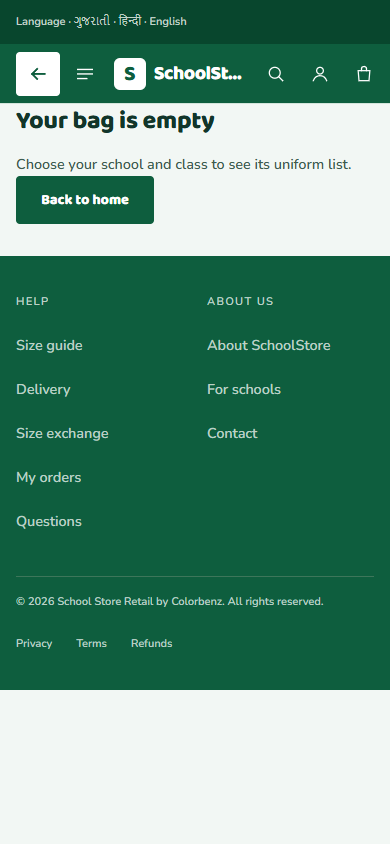 Language · ગુજરાતી · हिन्दी · English
S SchoolSt...
Your bag is empty
Choose your school and class to see its uniform list.
Back to home
HELP
ABOUT US
Size guide
About SchoolStore
Delivery
For schools
Size exchange
Contact
My orders
Questions
© 2026 School Store Retail by Colorbenz. All rights reserved.
Privacy Terms Refunds